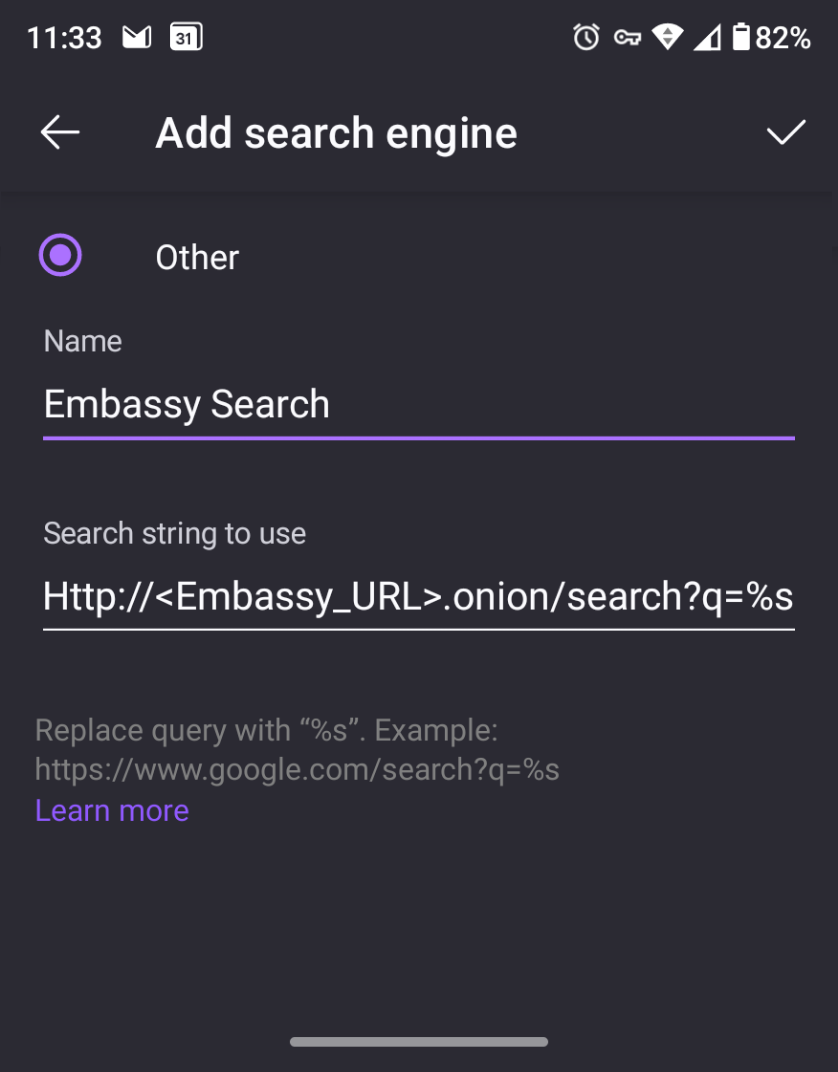 11:33 31 82%
Add search engine
Other
Name
Embassy Search
Search string to use
Http://<Embassy_URL>.onion/search?q=%s
Replace query with “%s”. Example:
https://www.google.com/search?q=%s
Learn more